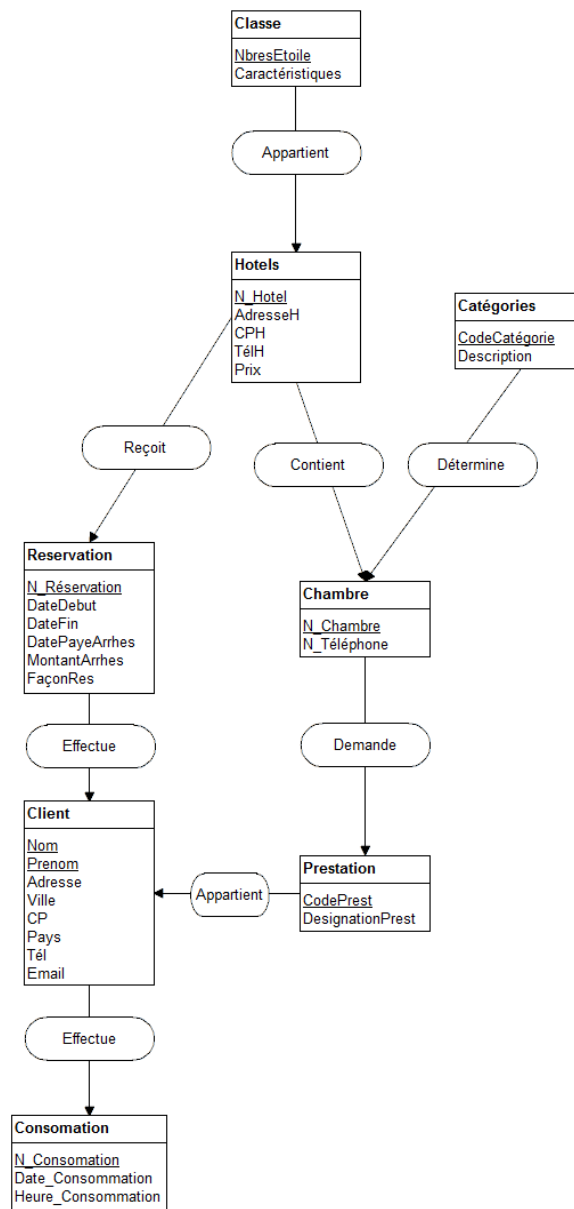 Classe
NbresEtoile
Caractéristiques
Appartient
Hotels
N_Hotel
AdresseH
CPH
TélH
Prix
Catégories
CodeCatégorie
Description
Reçoit
Contient
Détermine
Reservation
N_Réservation
DateDebut
DateFin
DatePayeArrhes
MontantArrhes
FaçonRes
Chambre
N_Chambre
N_Téléphone
Effectue
Demande
Client
Nom
Prenom
Adresse
Ville
CP
Pays
Tél
Email
Appartient
Prestation
CodePrest
DesignationPrest
Effectue
Consomation
N_Consomation
Date_Consommation
Heure_Consommation